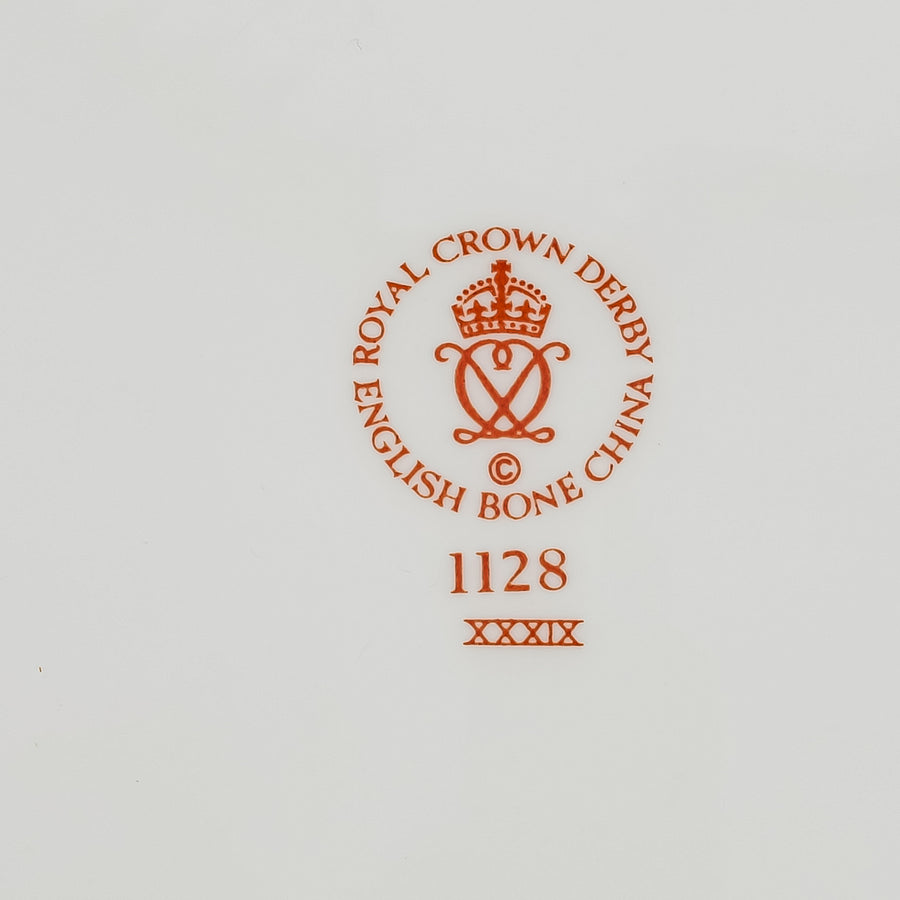 ROYAL CROWN DERBY
ENGLISH BONE CHINA
©
1128
XXXIX